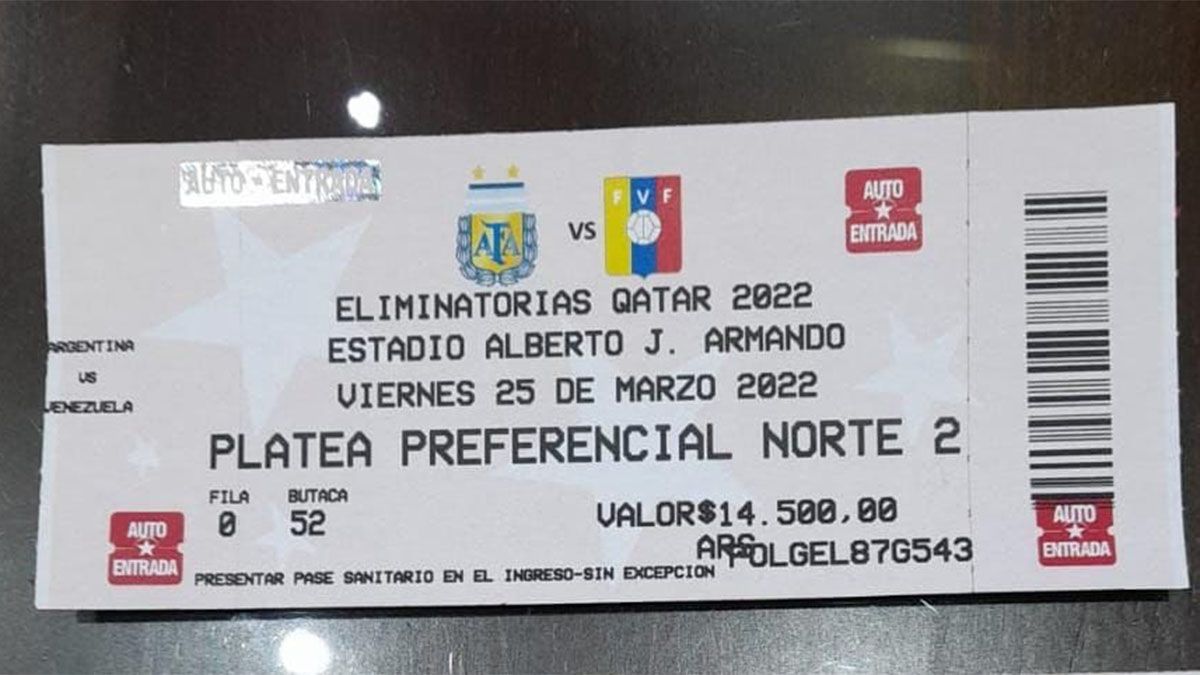 AUTO - ENTRADA
AFA
VS
FVF
AUTO
ENTRADA
ELIMINATORIAS QATAR 2022
ESTADIO ALBERTO J. ARMANDO
VIERNES 25 DE MARZO 2022
ARGENTINA
VS
VENEZUELA
PLATEA PREFERENCIAL NORTE 2
FILA BUTACA
0 52
VALOR$14.500,00
ARS
AUTO
ENTRADA
PRESENTAR PASE SANITARIO EN EL INGRESO-SIN EXCEPCION
AUTO
ENTRADA